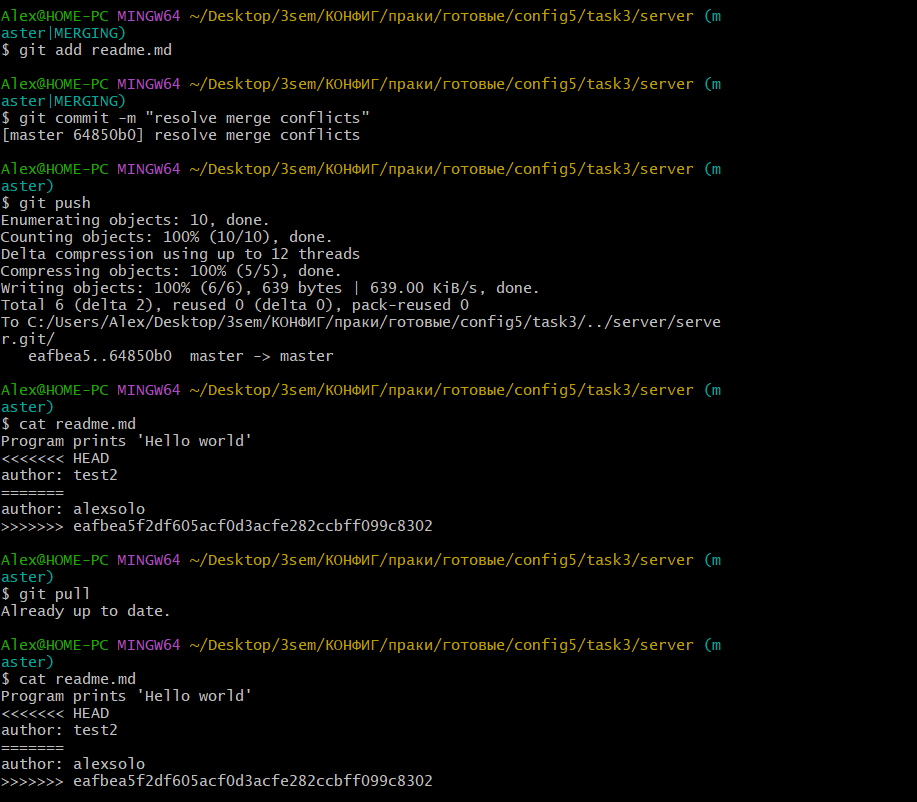 Alex@HOME-PC MINGW64 ~/Desktop/3sem/КОНФИГ/праки/готовые/config5/task3/server (m
aster|MERGING)
$ git add readme.md
Alex@HOME-PC MINGW64 ~/Desktop/3sem/КОНФИГ/праки/готовые/config5/task3/server (m
aster|MERGING)
$ git commit -m "resolve merge conflicts"
[master 64850b0] resolve merge conflicts
Alex@HOME-PC MINGW64 ~/Desktop/3sem/КОНФИГ/праки/готовые/config5/task3/server (m
aster)
$ git push
Enumerating objects: 10, done.
Counting objects: 100% (10/10), done.
Delta compression using up to 12 threads
Compressing objects: 100% (5/5), done.
Writing objects: 100% (6/6), 639 bytes | 639.00 KiB/s, done.
Total 6 (delta 2), reused 0 (delta 0), pack-reused 0
To C:/Users/Alex/Desktop/3sem/КОНФИГ/праки/готовые/config5/task3/../server/serve
r.git/
   eafbea5..64850b0  master -> master
Alex@HOME-PC MINGW64 ~/Desktop/3sem/КОНФИГ/праки/готовые/config5/task3/server (m
aster)
$ cat readme.md
Program prints 'Hello world'
<<<<<<< HEAD
author: test2
=======
author: alexsolo
>>>>>>> eafbea5f2df605acf0d3acfe282ccbff099c8302
Alex@HOME-PC MINGW64 ~/Desktop/3sem/КОНФИГ/праки/готовые/config5/task3/server (m
aster)
$ git pull
Already up to date.
Alex@HOME-PC MINGW64 ~/Desktop/3sem/КОНФИГ/праки/готовые/config5/task3/server (m
aster)
$ cat readme.md
Program prints 'Hello world'
<<<<<<< HEAD
author: test2
=======
author: alexsolo
>>>>>>> eafbea5f2df605acf0d3acfe282ccbff099c8302